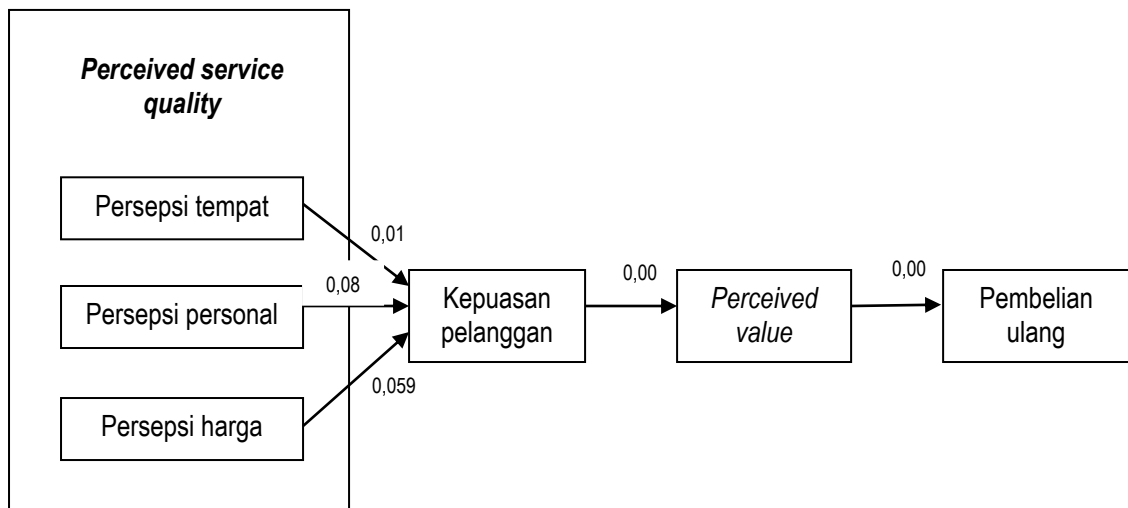 Perceived service
quality
Persepsi tempat
0,01
Persepsi personal
0,08
Persepsi harga
0,059
Kepuasan
pelanggan
0,00
Perceived
value
0,00
Pembelian
ulang